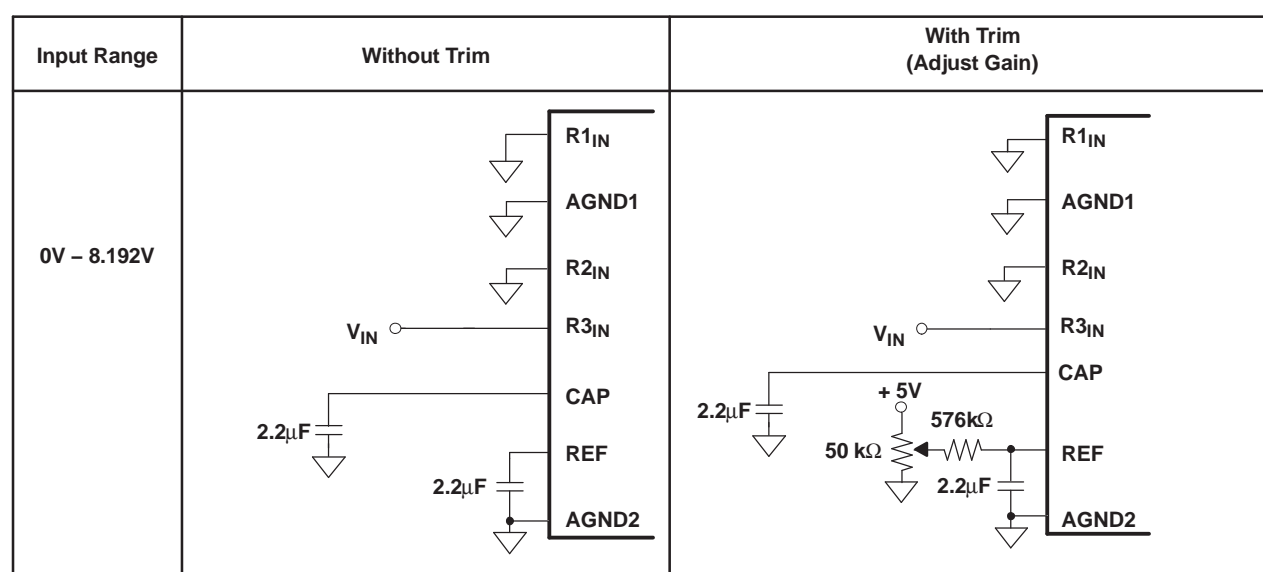 Input Range
Without Trim
With Trim
(Adjust Gain)
0V – 8.192V
R1IN
AGND1
R2IN
VIN
R3IN
CAP
2.2μF
REF
2.2μF
AGND2
R1IN
AGND1
R2IN
VIN
R3IN
CAP
+ 5V
2.2μF
576kΩ
50 kΩ
REF
2.2μF
AGND2